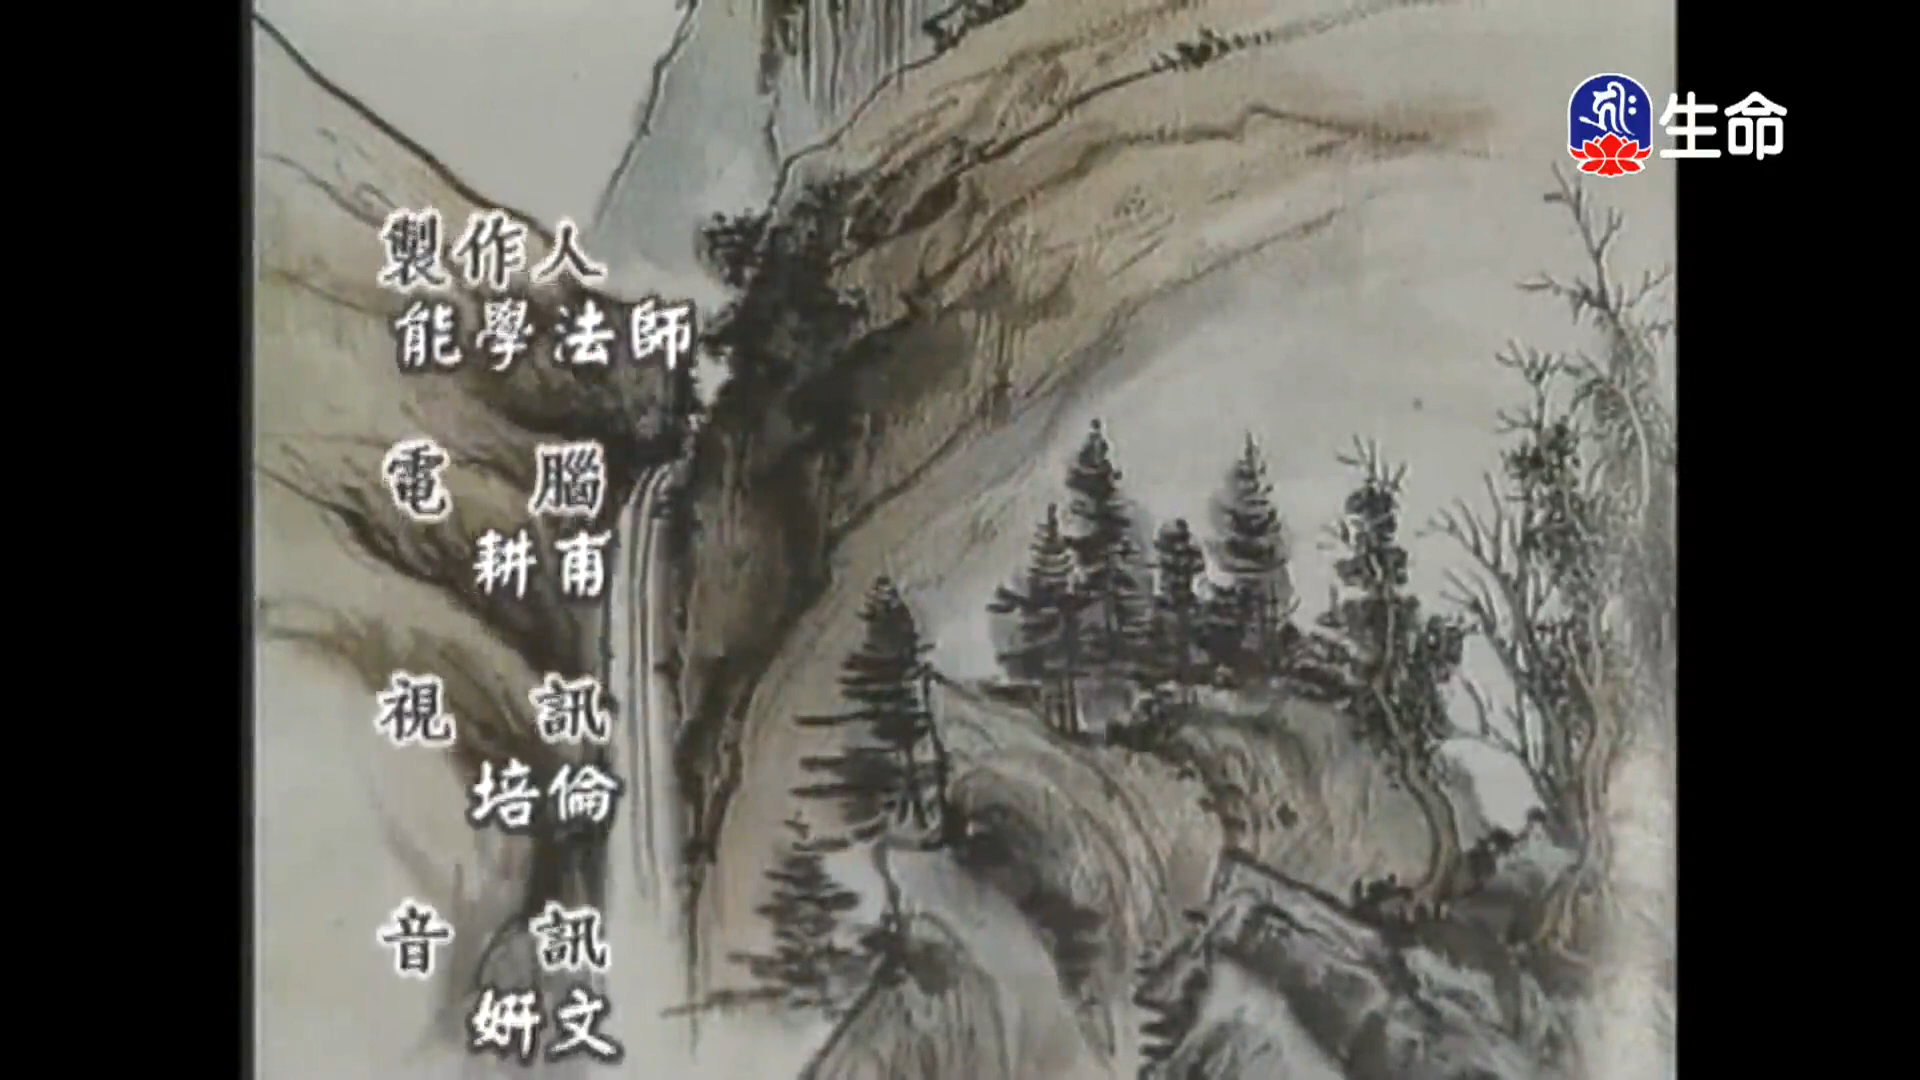 生命
製作人
能學法師
電 腦
耕甫
視 訊
培倫
音 訊
妍文